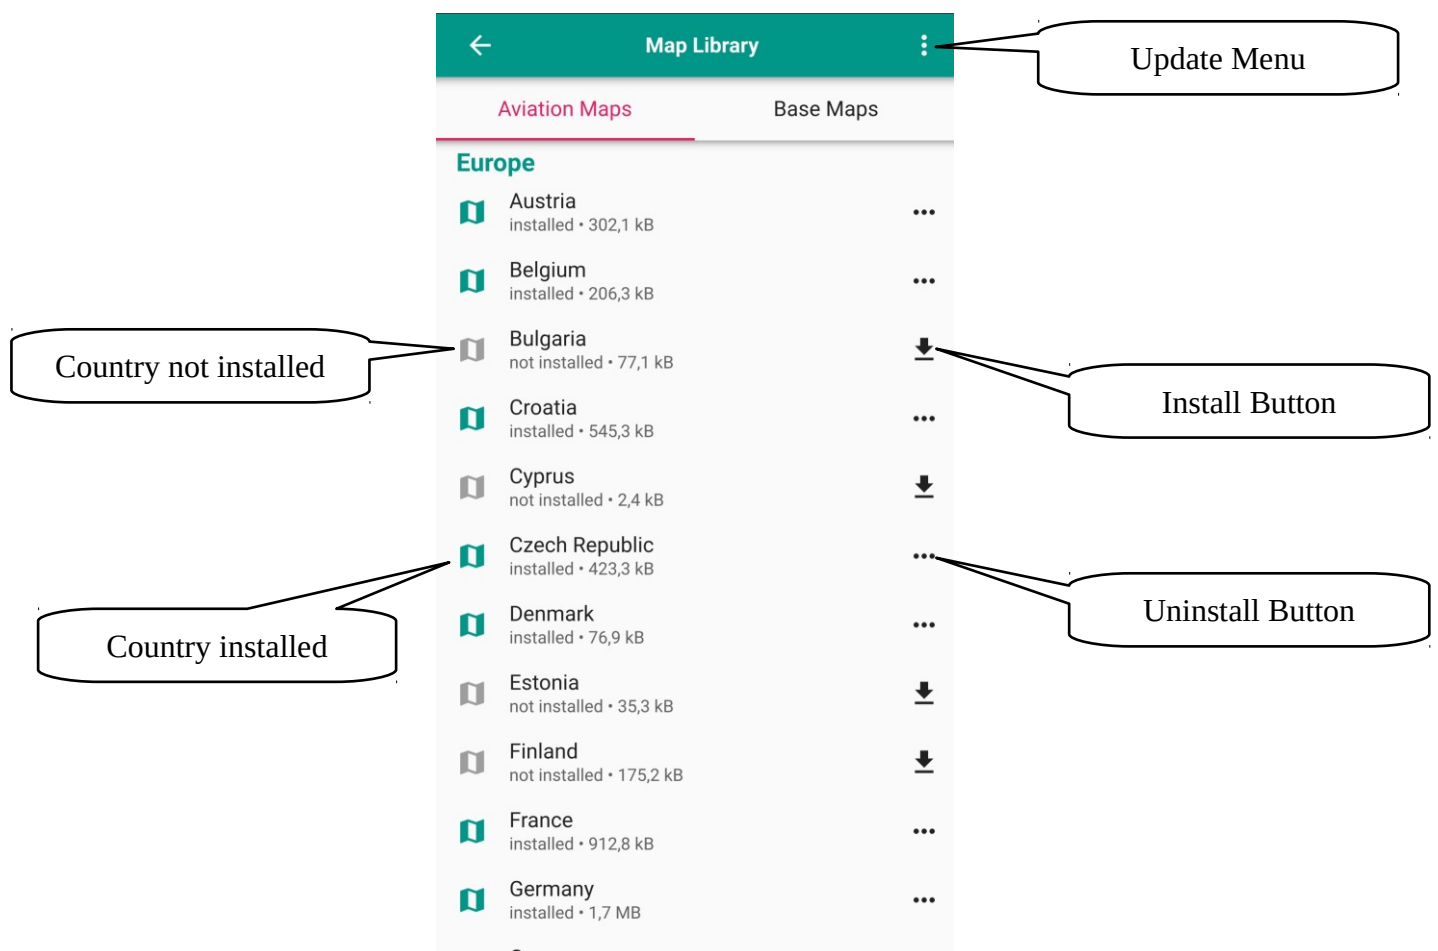 Map Library
Update Menu
Aviation Maps
Base Maps
Europe
Austria
installed • 302,1 kB
Belgium
installed • 206,3 kB
Country not installed
Bulgaria
not installed • 77,1 kB
Install Button
Croatia
installed • 545,3 kB
Cyprus
not installed • 2,4 kB
Czech Republic
installed • 423,3 kB
Uninstall Button
Country installed
Denmark
installed • 76,9 kB
Estonia
not installed • 35,3 kB
Finland
not installed • 175,2 kB
France
installed • 912,8 kB
Germany
installed • 1,7 MB